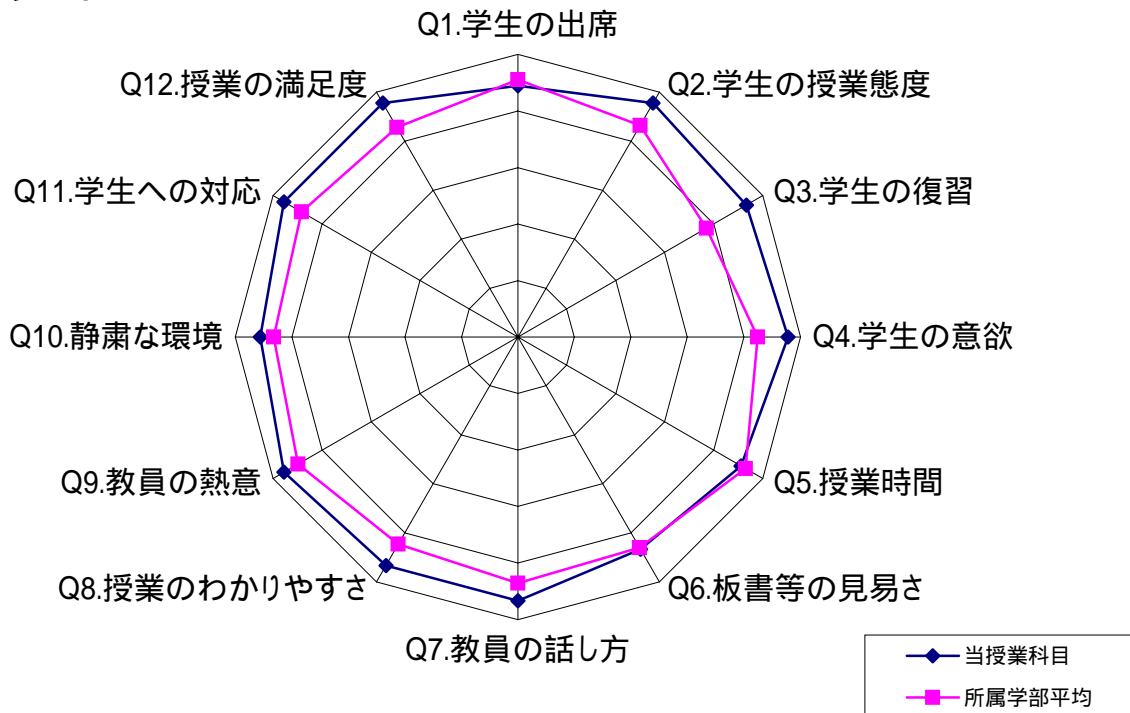 Q1.学生の出席
Q2.学生の授業態度
Q3.学生の復習
Q4.学生の意欲
Q5.授業時間
Q6.板書等の見易さ
Q7.教員の話し方
Q8.授業のわかりやすさ
Q9.教員の熱意
Q10.静粛な環境
Q11.学生への対応
Q12.授業の満足度
当授業科目
所属学部平均